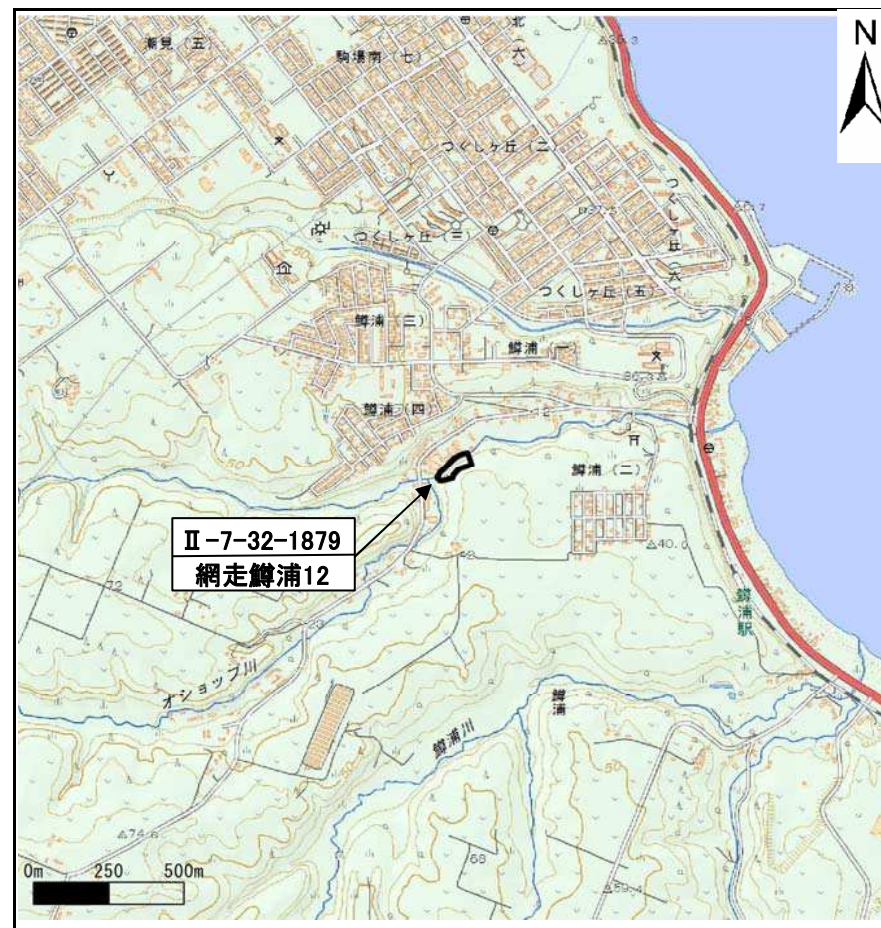 N
潮見(五)
駒場南(七)
北(六)
つくしヶ丘(二)
つくしヶ丘(六)
つくしヶ丘(三)
つくしヶ丘(五)
鱒浦(三)
鱒浦一
鱒浦(四)
12
鱒浦(二)
Ⅱ-7-32-1879
網走鱒浦12
40.0
72
23
鱒浦駅
オショップ川
鱒浦
鱒浦川
50
50
74.6
68
59.4
0m 250 500m